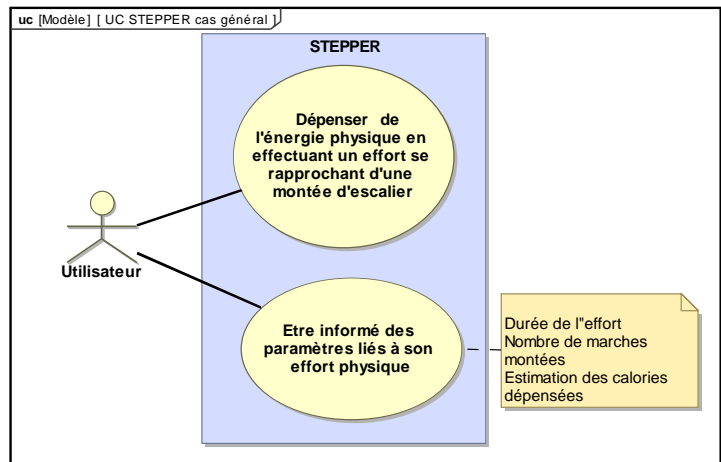 uc [Modèle] [ UC STEPPER cas général ]
STEPPER
Dépenser de
l'énergie physique en
effectuant un effort se
rapprochant d'une
montée d'escalier
Utilisateur
Etre informé des
paramètres liés à son
effort physique
Durée de l"effort
Nombre de marches
montées
Estimation des calories
dépensées